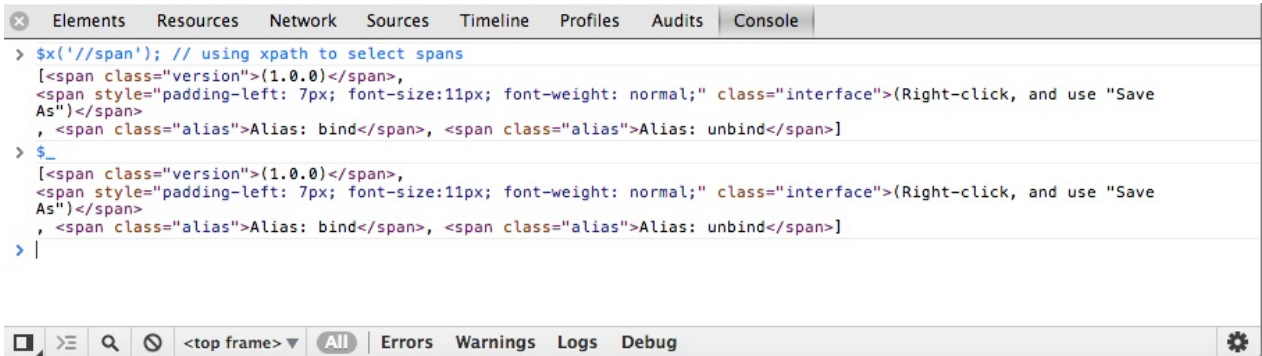 Elements Resources Network Sources Timeline Profiles Audits Console
> $x('//span'); // using xpath to select spans
[<span class="version">(1.0.0)</span>,
<span style="padding-left: 7px; font-size:11px; font-weight: normal;" class="interface">(Right-click, and use "Save
As")</span>
, <span class="alias">Alias: bind</span>, <span class="alias">Alias: unbind</span>]
> $_
[<span class="version">(1.0.0)</span>,
<span style="padding-left: 7px; font-size:11px; font-weight: normal;" class="interface">(Right-click, and use "Save
As")</span>
, <span class="alias">Alias: bind</span>, <span class="alias">Alias: unbind</span>]
>
<top frame> ▼ All Errors Warnings Logs Debug